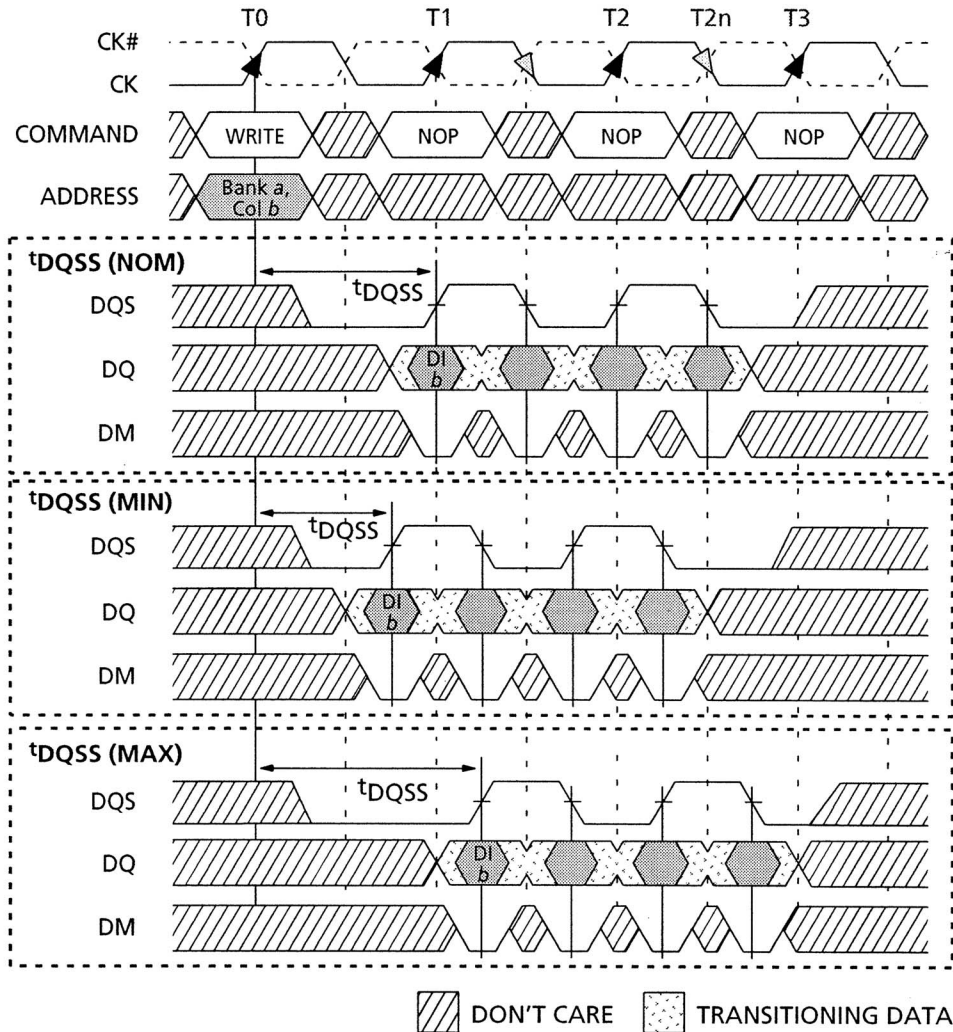 T0 T1 T2 T2n T3
CK#
CK
COMMAND WRITE NOP NOP NOP
ADDRESS Bank a,
Col b
tDQSS (NOM)
tDQSS
DQS
DQ DI
b
DM
tDQSS (MIN)
tDQSS
DQS
DQ DI
b
DM
tDQSS (MAX)
tDQSS
DQS
DQ DI
b
DM
DON'T CARE TRANSITIONING DATA